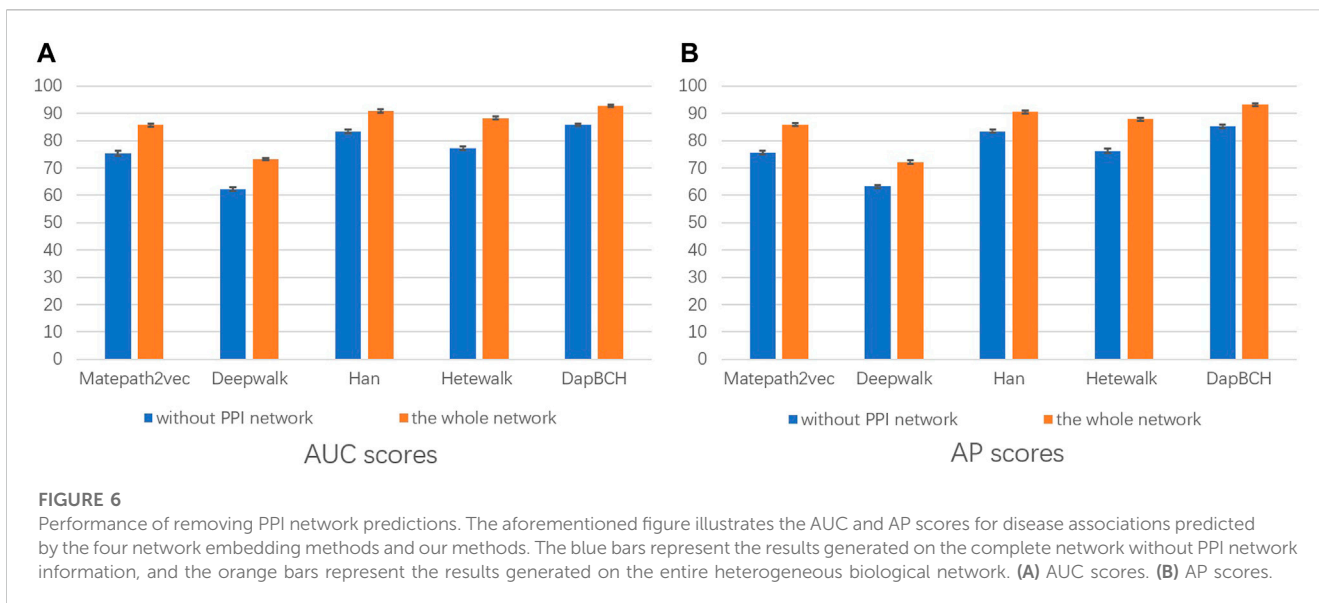 A
100
90
80
70
60
50
40
30
20
10
0
Matepath2vec Deepwalk Han Hetewalk DapBCH
without PPI network the whole network
AUC scores
B
100
90
80
70
60
50
40
30
20
10
0
Matepath2vec Deepwalk Han Hetewalk DapBCH
without PPI network the whole network
AP scores
FIGURE 6
Performance of removing PPI network predictions. The aforementioned figure illustrates the AUC and AP scores for disease associations predicted
by the four network embedding methods and our methods. The blue bars represent the results generated on the complete network without PPI network
information, and the orange bars represent the results generated on the entire heterogeneous biological network. (A) AUC scores. (B) AP scores.